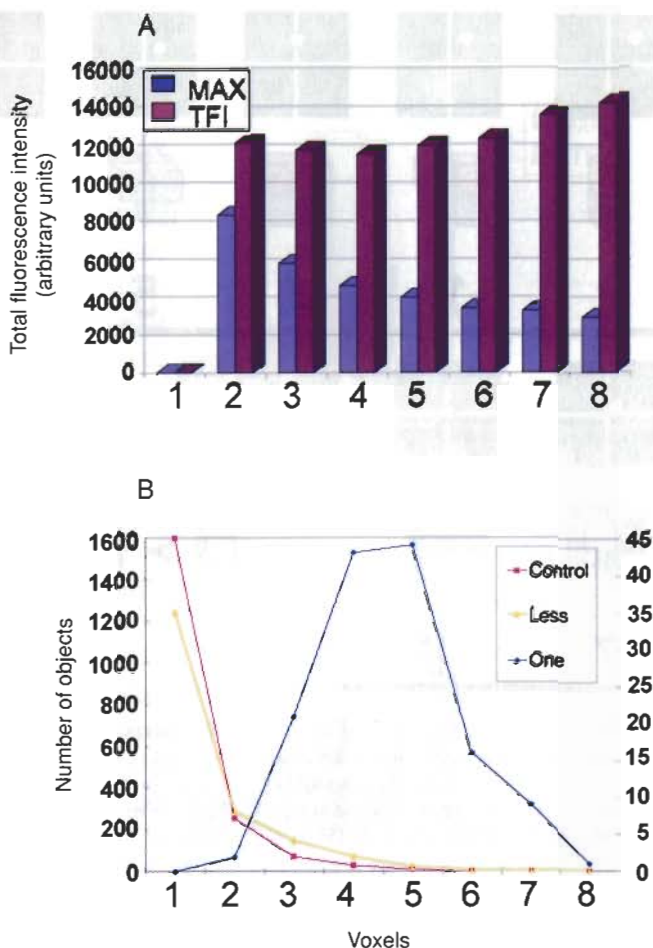 A
Total fluorescence intensity
(arbitrary units)
16000
14000
12000
10000
8000
6000
4000
2000
0
MAX
TFI
1 2 3 4 5 6 7 8
B
Number of objects
1600
1400
1200
1000
800
600
400
200
0
Control
Less
One
45
40
35
30
25
20
15
10
5
0
1 2 3 4 5 6 7 8
Voxels